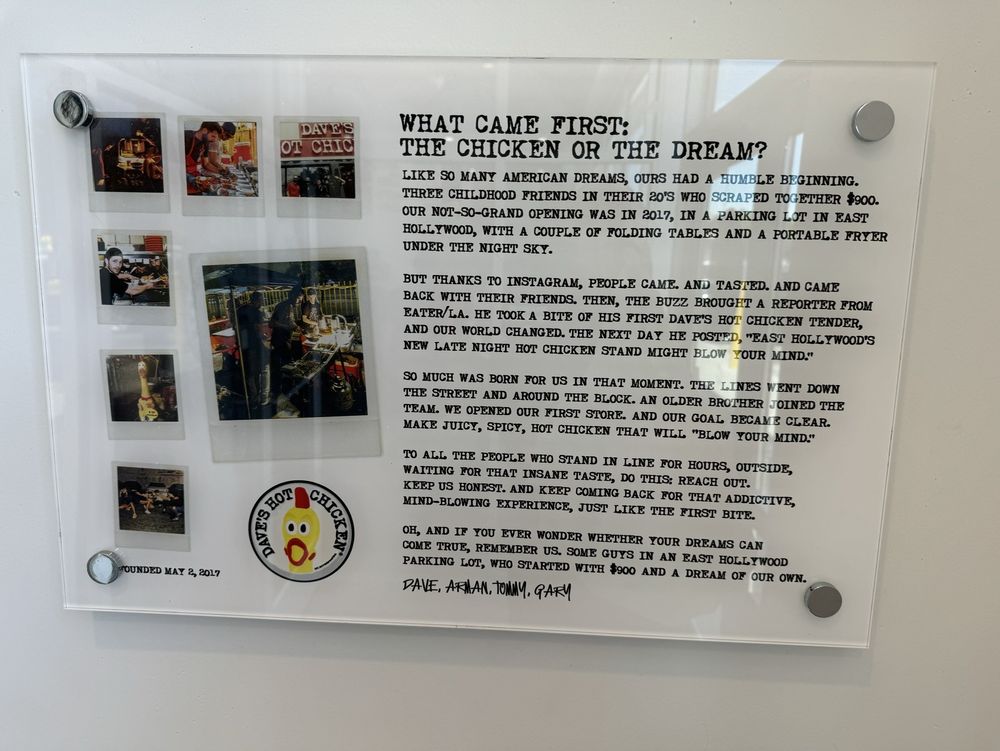 WHAT CAME FIRST:
THE CHICKEN OR THE DREAM?
LIKE SO MANY AMERICAN DREAMS, OURS HAD A HUMBLE BEGINNING.
THREE CHILDHOOD FRIENDS IN THEIR 20'S WHO SCRAPED TOGETHER $900.
OUR NOT-SO-GRAND OPENING WAS IN 2017, IN A PARKING LOT IN EAST
HOLLYWOOD, WITH A COUPLE OF FOLDING TABLES AND A PORTABLE FRYER
UNDER THE NIGHT SKY.
BUT THANKS TO INSTAGRAM, PEOPLE CAME. AND TASTED. AND CAME
BACK WITH THEIR FRIENDS. THEN, THE BUZZ BROUGHT A REPORTER FROM
EATER/LA. HE TOOK A BITE OF HIS FIRST DAVE'S HOT CHICKEN TENDER,
AND OUR WORLD CHANGED. THE NEXT DAY HE POSTED, "EAST HOLLYWOOD'S
NEW LATE NIGHT HOT CHICKEN STAND MIGHT BLOW YOUR MIND."
SO MUCH WAS BORN FOR US IN THAT MOMENT. THE LINES WENT DOWN
THE STREET AND AROUND THE BLOCK. AN OLDER BROTHER JOINED THE
TEAM. WE OPENED OUR FIRST STORE. AND OUR GOAL BECAME CLEAR.
MAKE JUICY, SPICY, HOT CHICKEN THAT WILL "BLOW YOUR MIND."
TO ALL THE PEOPLE WHO STAND IN LINE FOR HOURS, OUTSIDE,
WAITING FOR THAT INSANE TASTE, DO THIS: REACH OUT.
KEEP US HONEST. AND KEEP COMING BACK FOR THAT ADDICTIVE,
MIND-BLOWING EXPERIENCE, JUST LIKE THE FIRST BITE.
OH, AND IF YOU EVER WONDER WHETHER YOUR DREAMS CAN
COME TRUE, REMEMBER US. SOME GUYS IN AN EAST HOLLYWOOD
PARKING LOT, WHO STARTED WITH $900 AND A DREAM OF OUR OWN.
DAVE, ARMAN, TOMMY, GARY
DAVE'S
OT CHIC
DAVE'S HOT CHICKEN
OUNDED MAY 2, 2017